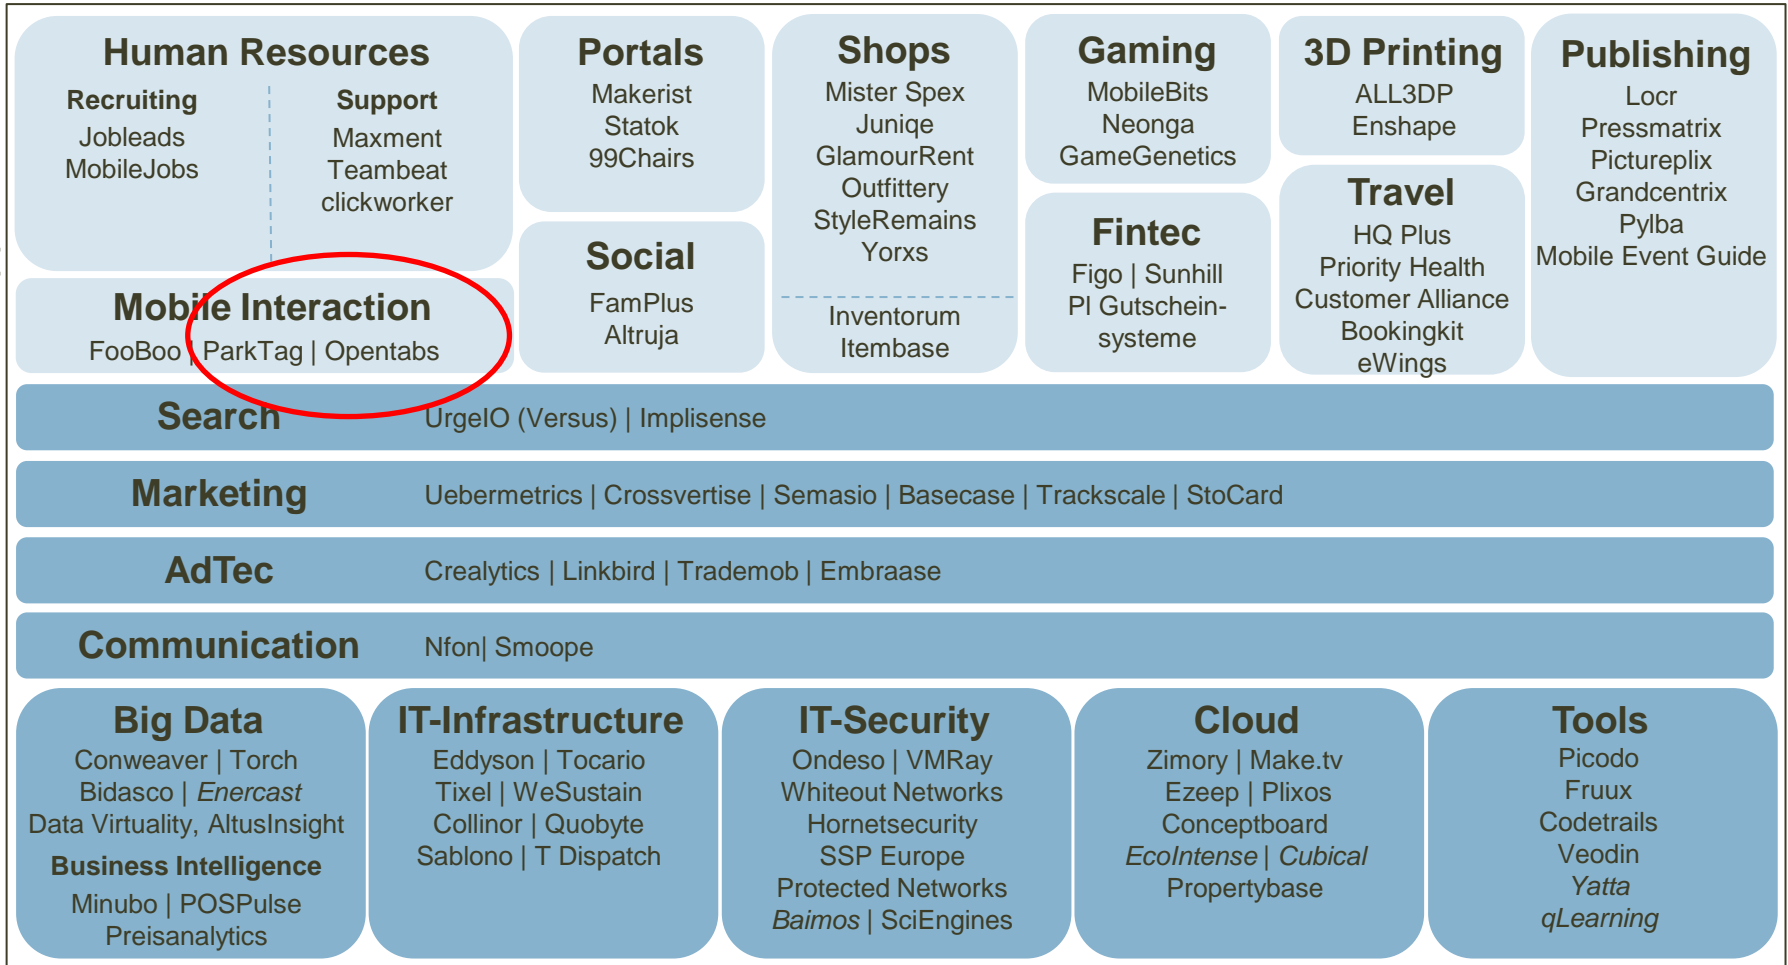 Human Resources
Recruiting
Jobleads
MobileJobs
Support
Maxment
Teambeat
clickworker
Mobile Interaction
FooBoo | ParkTag | Opentabs
Portals
Makerist
Statok
99Chairs
Social
FamPlus
Altruja
Shops
Mister Spex
Juniqe
GlamourRent
Outfittery
StyleRemains
Yorxs
Inventorum
Itembase
Gaming
MobileBits
Neonga
GameGenetics
Fintec
Figo | Sunhill
PI Gutschein-
systeme
3D Printing
ALL3DP
Enshape
Travel
HQ Plus
Priority Health
Customer Alliance
Bookingkit
eWings
Publishing
Locr
Pressmatrix
Pictureplix
Grandcentrix
Pylba
Mobile Event Guide
Search
UrgeIO (Versus) | Implisense
Marketing
Uebermetrics | Crossvertise | Semasio | Basecase | Trackscale | StoCard
AdTec
Crealytics | Linkbird | Trademob | Embraase
Communication
Nfon| Smoope
Big Data
Conweaver | Torch
Bidasco | Enercast
Data Virtuality, AltusInsight
Business Intelligence
Minubo | POSPulse
Preisanalytics
IT-Infrastructure
Eddyson | Tocario
Tixel | WeSustain
Collinor | Quobyte
Sablono | T Dispatch
IT-Security
Ondeso | VMRay
Whiteout Networks
Hornetsecurity
SSP Europe
Protected Networks
Baimos | SciEngines
Cloud
Zimory | Make.tv
Ezeep | Plixos
Conceptboard
EcoIntense | Cubical
Propertybase
Tools
Picodo
Fruux
Codetrails
Veodin
Yatta
qLearning